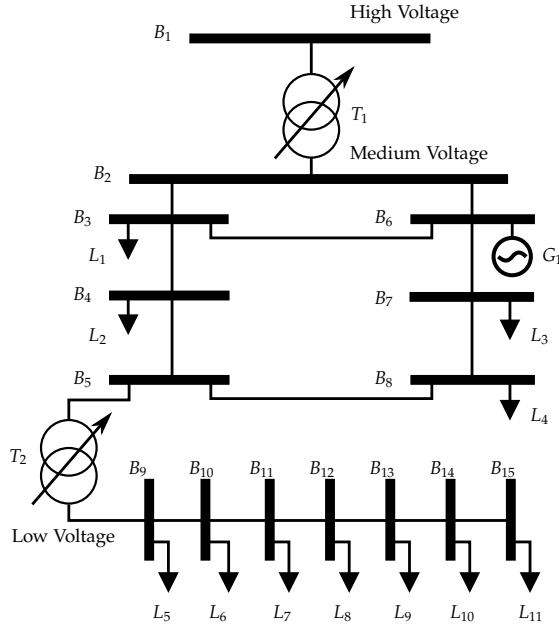 High Voltage
B1
T1
Medium Voltage
B2
B3 B6
L1 G1
B4 B7
L2 L3
B5 B8
L4
T2
B9 B10 B11 B12 B13 B14 B15
Low Voltage
L5 L6 L7 L8 L9 L10 L11